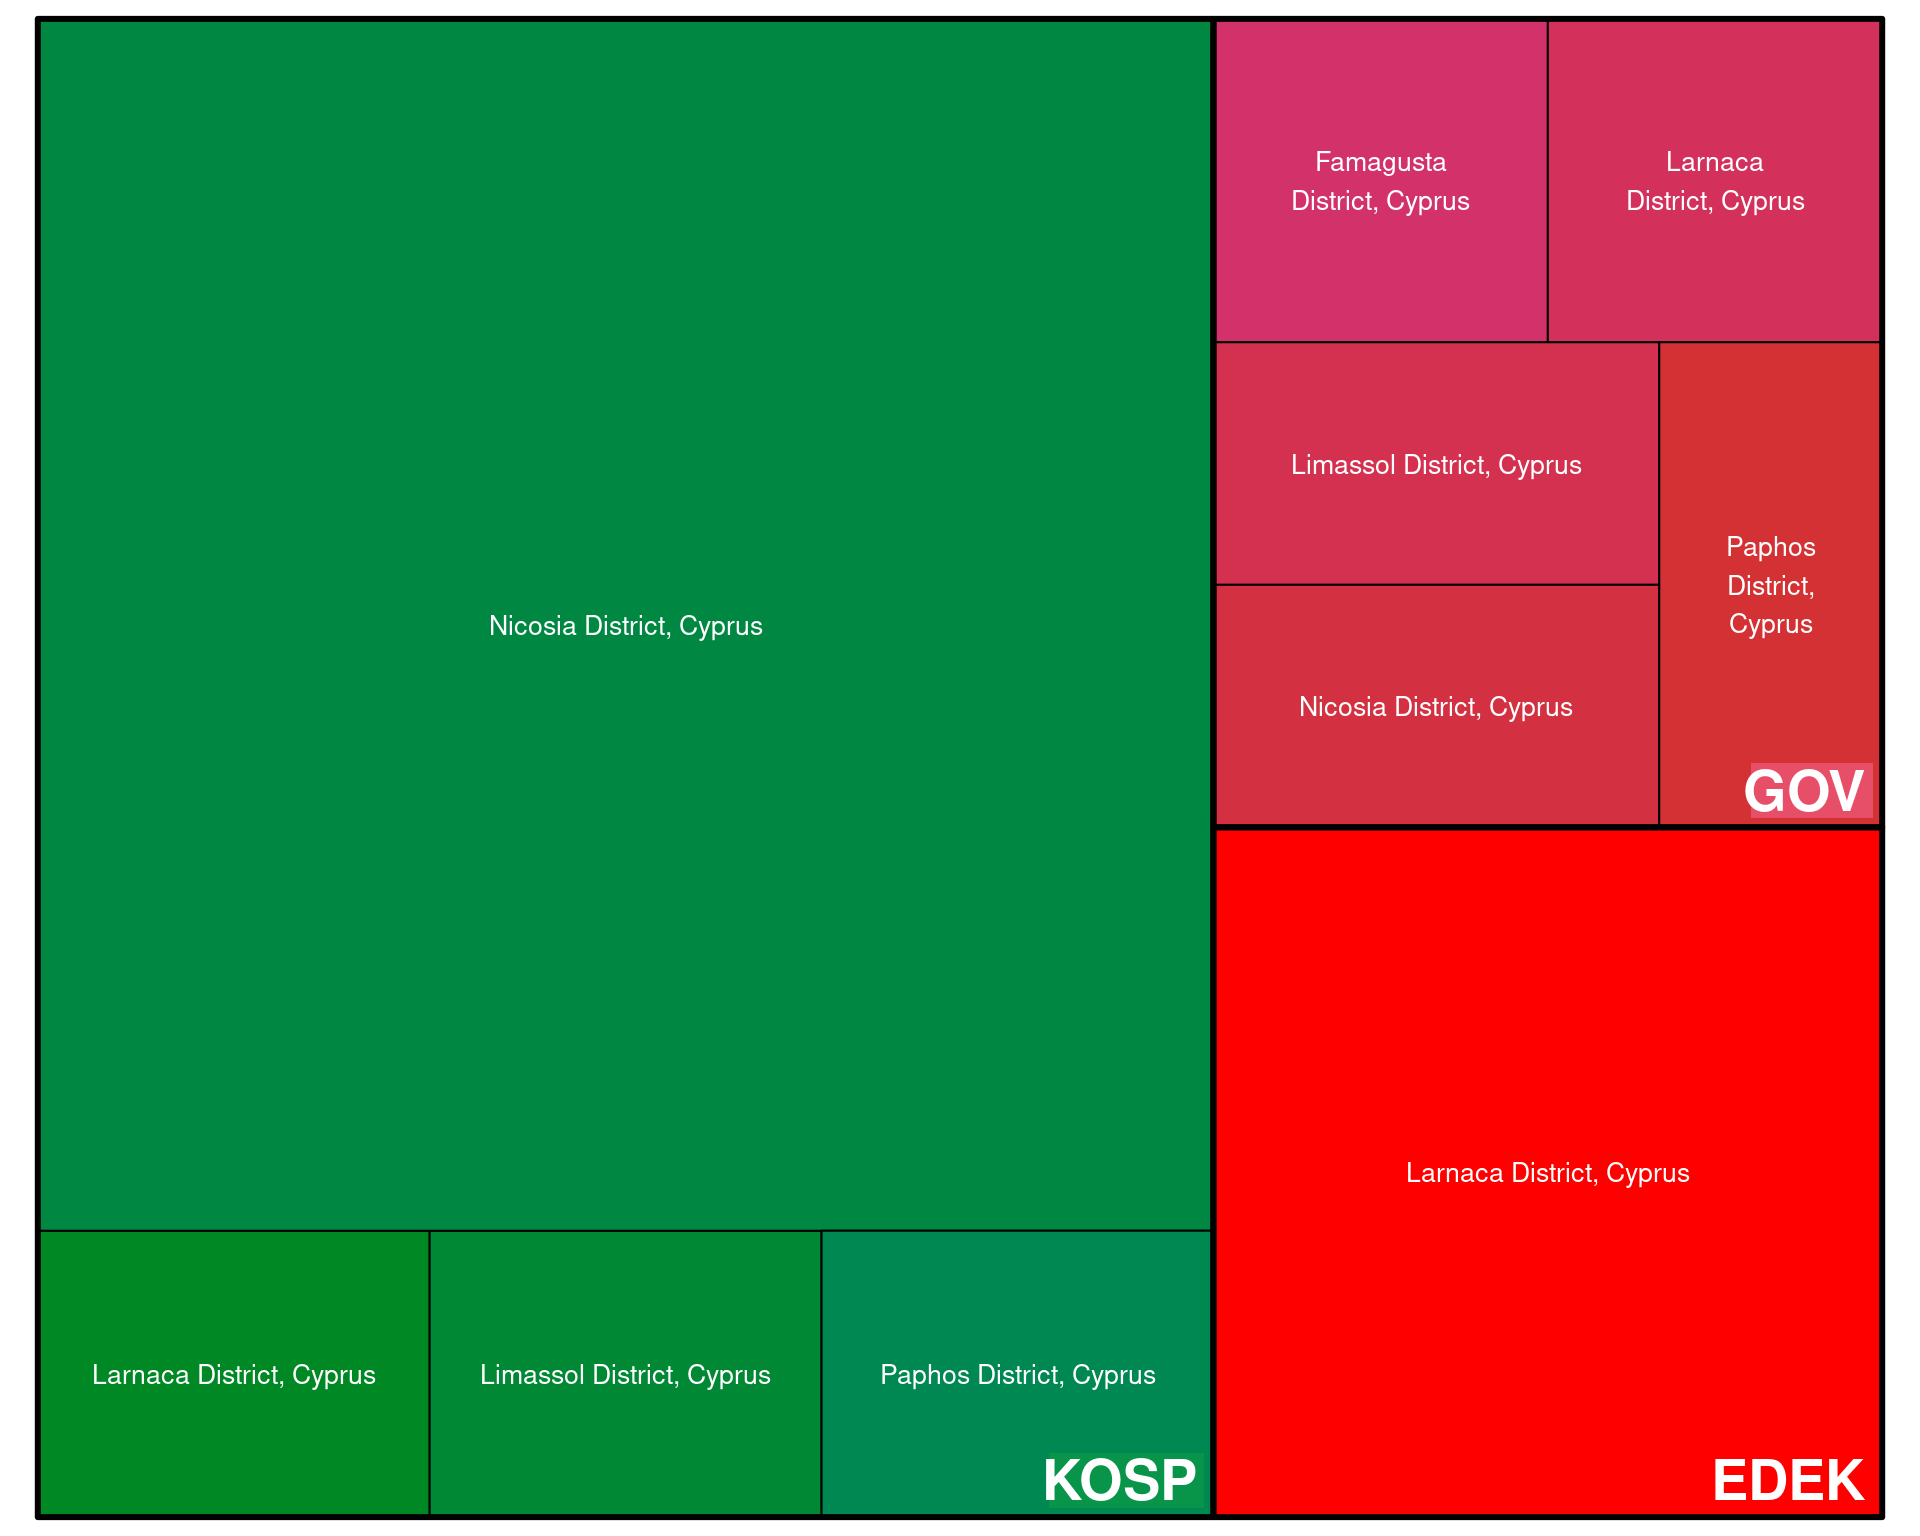 Famagusta
District, Cyprus
Larnaca
District, Cyprus
Limassol District, Cyprus
Paphos
District,
Cyprus
Nicosia District, Cyprus
Nicosia District, Cyprus
GOV
Larnaca District, Cyprus
Larnaca District, Cyprus
Limassol District, Cyprus
Paphos District, Cyprus
KOSP
EDEK